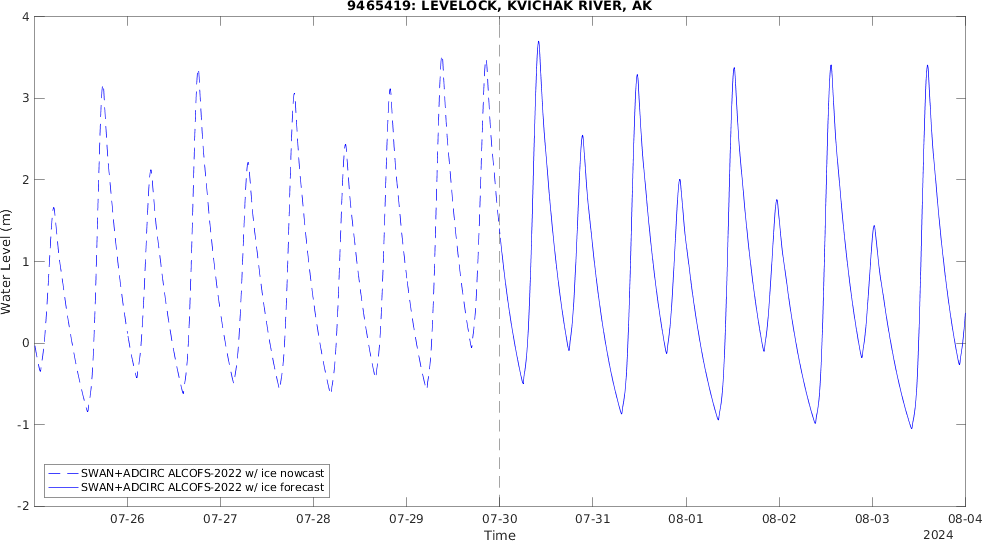 9465419: LEVELOCK, KVICHAK RIVER, AK
4
3
2
1
0
-1
-2
Water Level (m)
SWAN+ADCIRC ALCOFS-2022 w/ ice nowcast
SWAN+ADCIRC ALCOFS-2022 w/ ice forecast
07-26 07-27 07-28 07-29 07-30 07-31 08-01 08-02 08-03 08-04
Time
2024